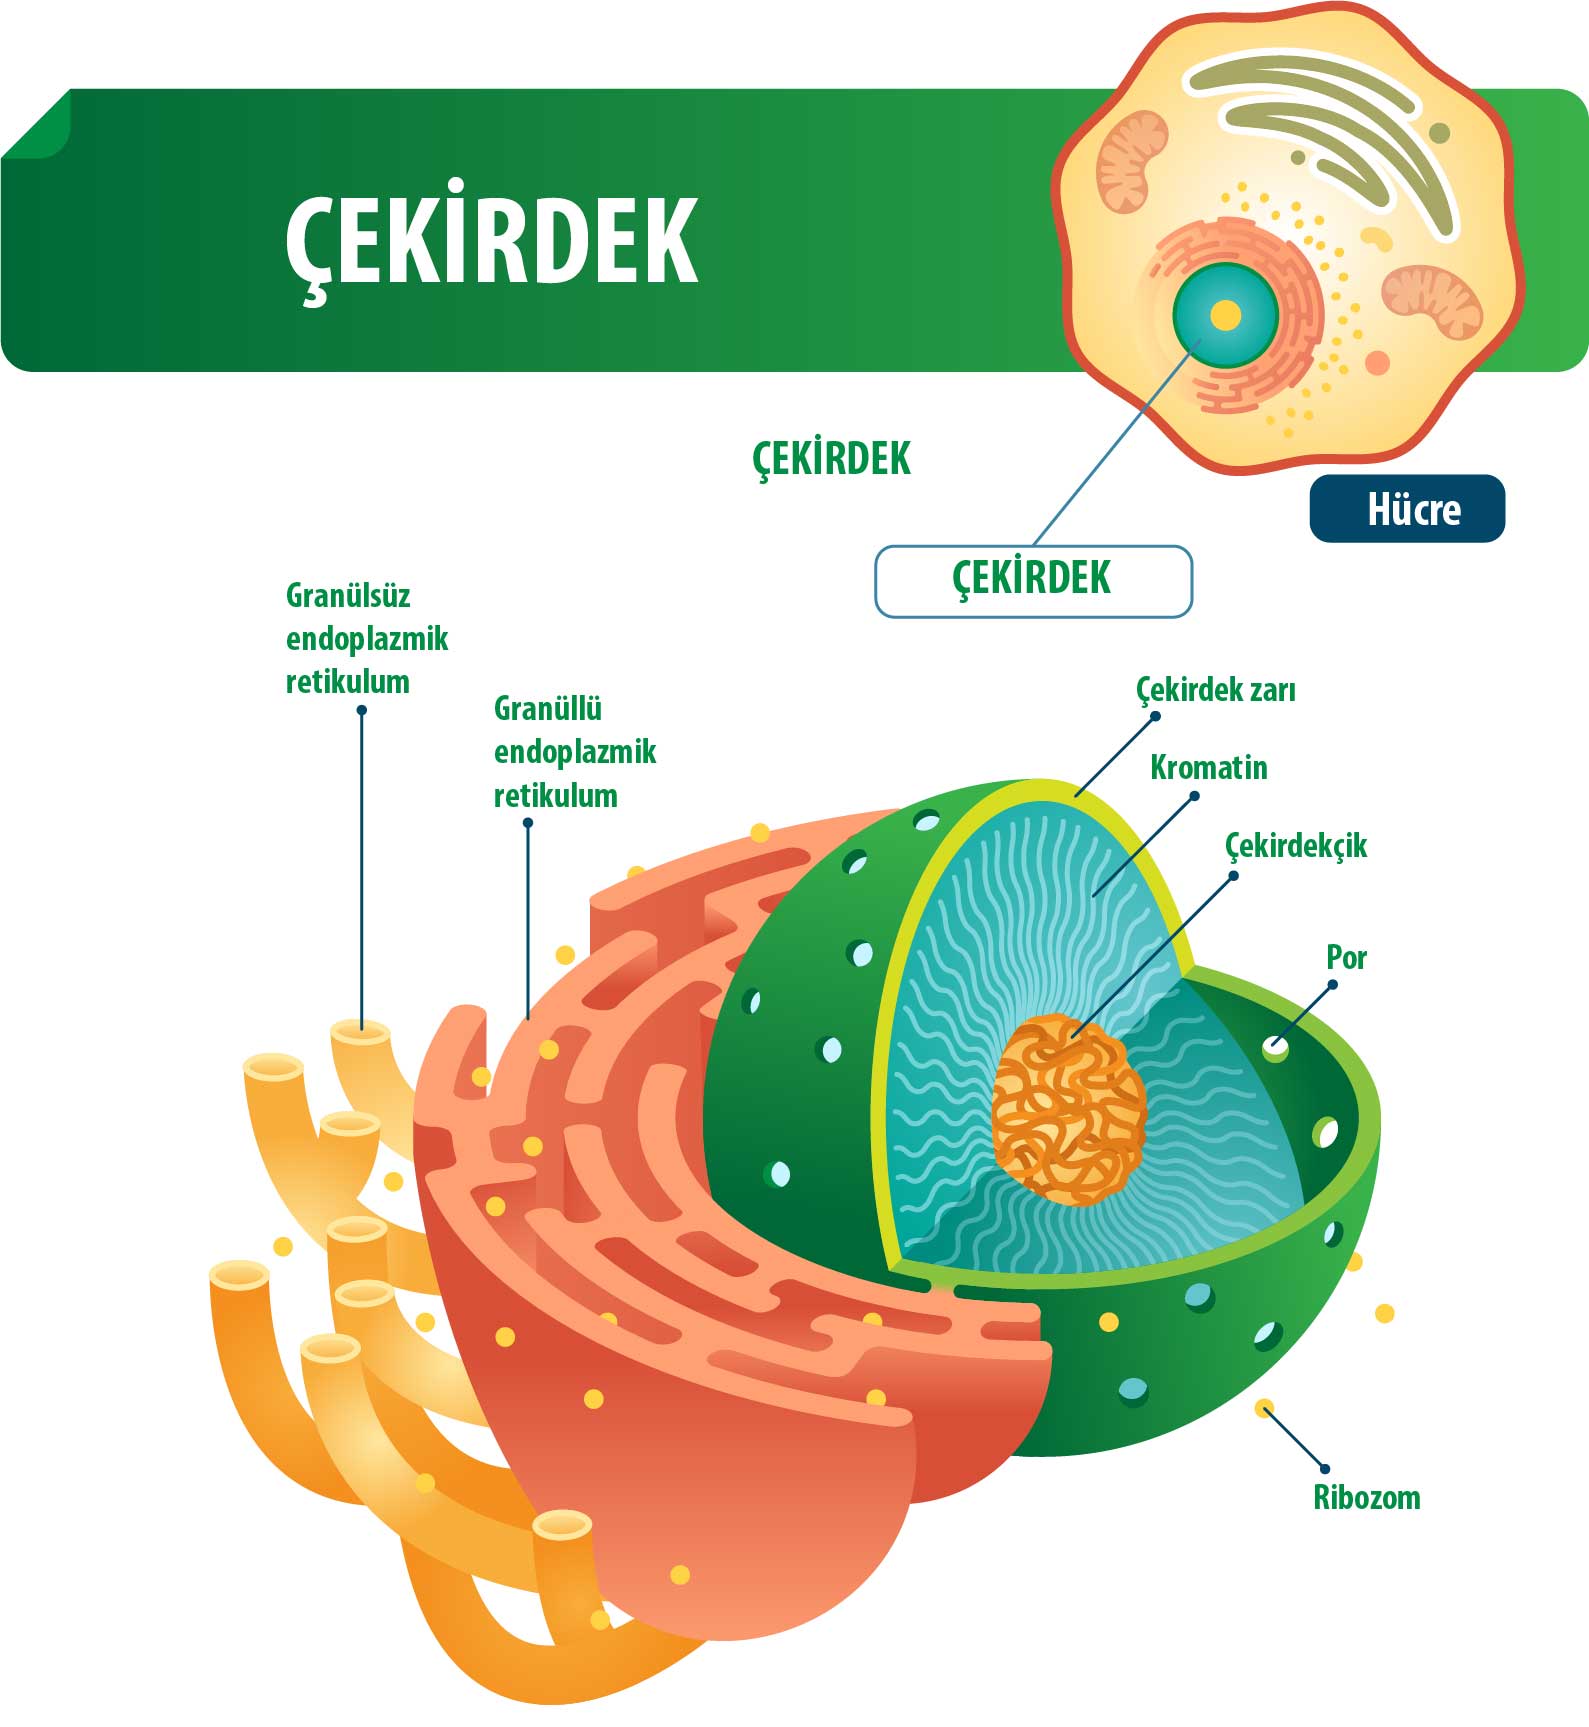 ÇEKİRDEK
ÇEKİRDEK
Hücre
ÇEKİRDEK
Granülsüz
endoplazmik
retikulum
Granüllü
endoplazmik
retikulum
Çekirdek zarı
Kromatin
Çekirdekçik
Por
Ribozom